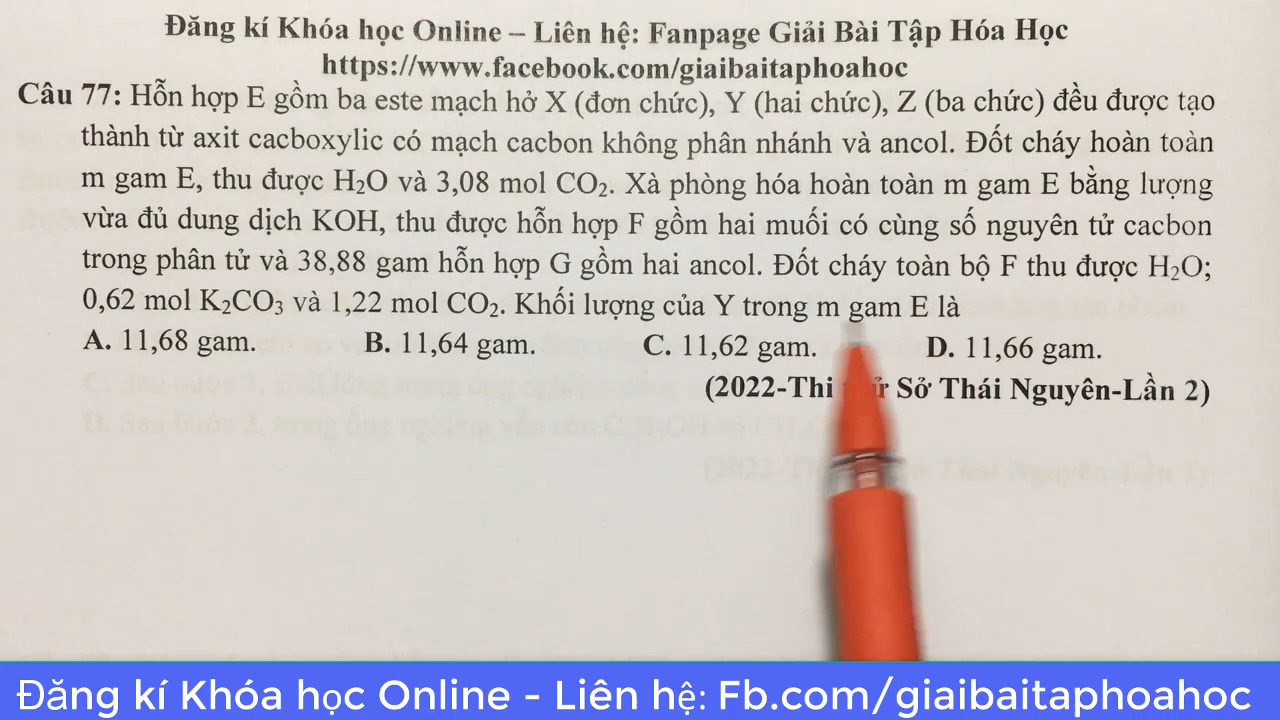 Đăng kí Khóa học Online – Liên hệ: Fanpage Giải Bài Tập Hóa Học
https://www.facebook.com/giaibaitaphoahoc
Câu 77: Hỗn hợp E gồm ba este mạch hở X (đơn chức), Y (hai chức), Z (ba chức) đều được tạo
thành từ axit cacboxylic có mạch cacbon không phân nhánh và ancol. Đốt cháy hoàn toàn
m gam E, thu được H₂O và 3,08 mol CO₂. Xà phòng hóa hoàn toàn m gam E bằng lượng
vừa đủ dung dịch KOH, thu được hỗn hợp F gồm hai muối có cùng số nguyên tử cacbon
trong phân tử và 38,88 gam hỗn hợp G gồm hai ancol. Đốt cháy toàn bộ F thu được H₂O;
0,62 mol K₂CO₃ và 1,22 mol CO₂. Khối lượng của Y trong m gam E là
A. 11,68 gam. B. 11,64 gam. C. 11,62 gam. D. 11,66 gam.
(2022-Thi Sở Thái Nguyên-Lần 2)
Đăng kí Khóa học Online - Liên hệ: Fb.com/giaibaitaphoahoc